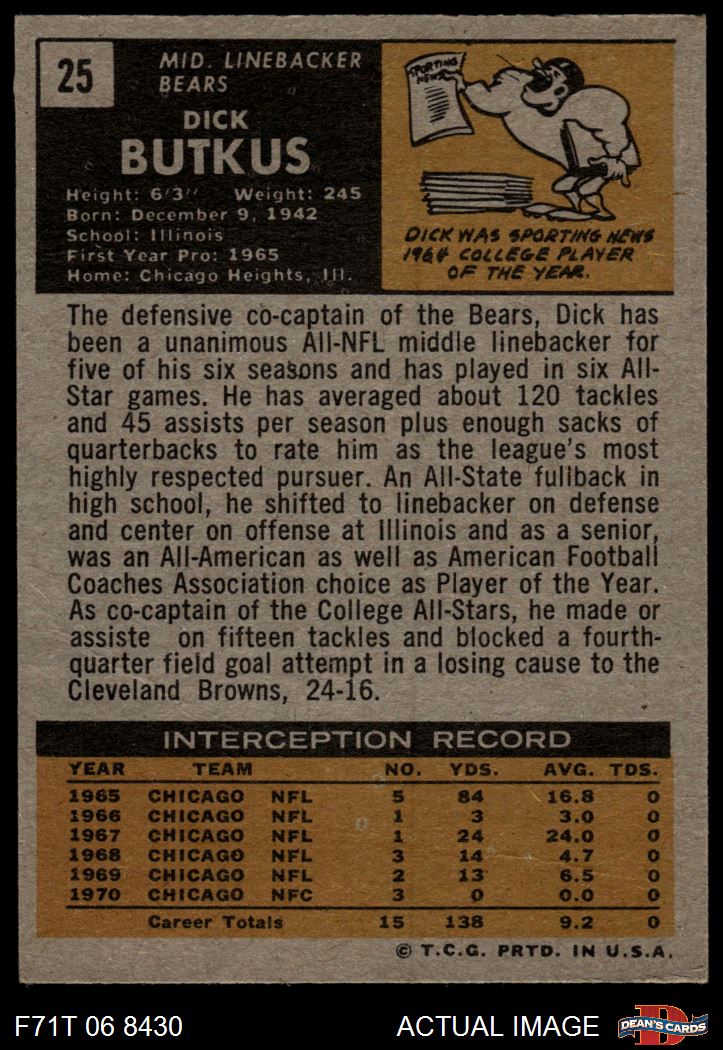 25
MID. LINEBACKER
BEARS
DICK
BUTKUS
Height: 6'3" Weight: 245
Born: December 9, 1942
School: Illinois
First Year Pro: 1965
Home: Chicago Heights, Ill.
SPORTING
NEWS
DICK WAS SPORTING NEWS
1964 COLLEGE PLAYER
OF THE YEAR.
The defensive co-captain of the Bears, Dick has
been a unanimous All-NFL middle linebacker for
five of his six seasons and has played in six All-
Star games. He has averaged about 120 tackles
and 45 assists per season plus enough sacks of
quarterbacks to rate him as the league's most
highly respected pursuer. An All-State fullback in
high school, he shifted to linebacker on defense
and center on offense at Illinois and as a senior,
was an All-American as well as American Football
Coaches Association choice as Player of the Year.
As co-captain of the College All-Stars, he made or
assiste on fifteen tackles and blocked a fourth-
quarter field goal attempt in a losing cause to the
Cleveland Browns, 24-16.
INTERCEPTION RECORD
YEAR TEAM NO. YDS. AVG. TDS.
1965 CHICAGO NFL 5 84 16.8 0
1966 CHICAGO NFL 1 3 3.0 0
1967 CHICAGO NFL 1 24 24.0 0
1968 CHICAGO NFL 3 14 4.7 0
1969 CHICAGO NFL 2 13 6.5 0
1970 CHICAGO NFC 3 0 0.0 0
Career Totals 15 138 9.2 0
© T.C.G. PRTD. IN U.S.A.
F71T 06 8430 ACTUAL IMAGE
D
DEAN'S CARDS